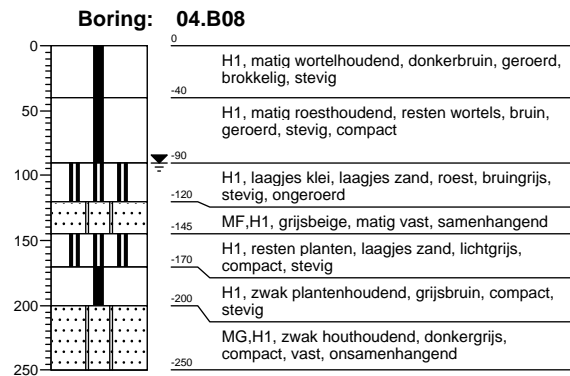 Boring: 04.B08
0
0
H1, matig wortelhoudend, donkerbruin, geroerd,
brokkelig, stevig
-40
50
H1, matig roesthoudend, resten wortels, bruin,
geroerd, stevig, compact
-90
100
H1, laagjes klei, laagjes zand, roest, bruingrijs,
stevig, ongeroerd
-120
MF,H1, grijsbeige, matig vast, samenhangend
-145
150
H1, resten planten, laagjes zand, lichtgrijs,
compact, stevig
-170
H1, zwak plantenhoudend, grijsbruin, compact,
stevig
200
-200
MG,H1, zwak houthoudend, donkergrijs,
compact, vast, onsamenhangend
250
-250